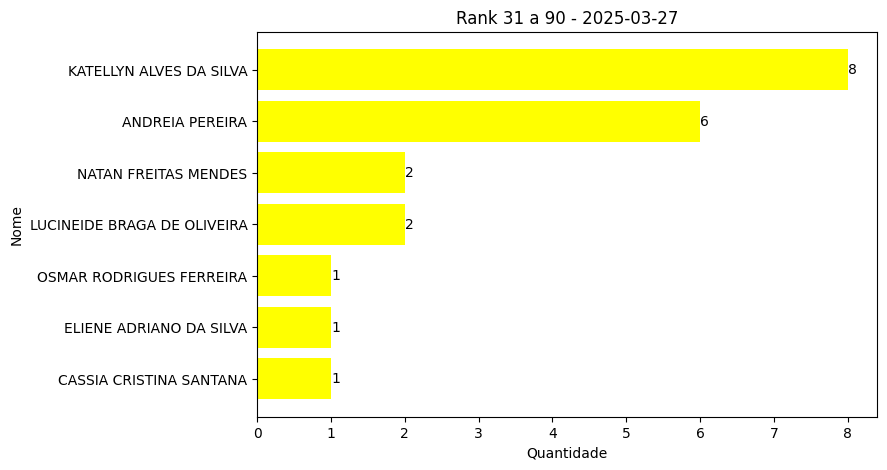 Rank 31 a 90 - 2025-03-27
Nome
KATELLYN ALVES DA SILVA 8
ANDREIA PEREIRA 6
NATAN FREITAS MENDES 2
LUCINEIDE BRAGA DE OLIVEIRA 2
OSMAR RODRIGUES FERREIRA 1
ELIENE ADRIANO DA SILVA 1
CASSIA CRISTINA SANTANA 1
0 1 2 3 4 5 6 7 8
Quantidade